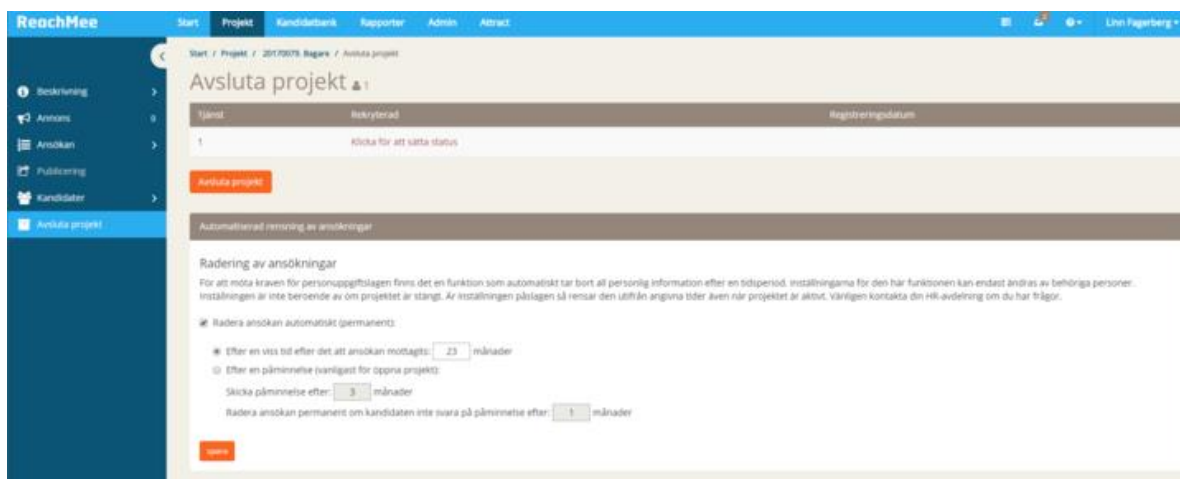 ReachMee
Start Projekt Kandidatbank Rapporter Admin Attract
Linn Fagerberg
Start / Projekt / 20170078 Bagare / Avsluta projekt
Avsluta projekt 1
Beskrivning
Annons 0
Ansökan
Publicering
Kandidater
Avsluta projekt
Tjänst Rekryterad Registreringsdatum
1 Klicka för att sätta status
Avsluta projekt
Automatiserad rensning av ansökningar
Radering av ansökningar
För att möta kraven för personuppgiftslagen finns det en funktion som automatiskt tar bort all personlig information efter en tidsperiod. Inställningarna för den här funktionen kan endast ändras av behöriga personer.
Inställningen är inte beroende av om projektet är stängt. Är inställningen påslagen så rensar den utifrån angivna tider även när projektet är aktivt. Vänligen kontakta din HR-avdelning om du har frågor.
Radera ansökan automatiskt (permanent):
Efter en viss tid efter det att ansökan mottagits: 23 månader
Efter en påminnelse (vanligast för öppna projekt):
Skicka påminnelse efter: 3 månader
Radera ansökan permanent om kandidaten inte svara på påminnelse efter: 1 månader
spara